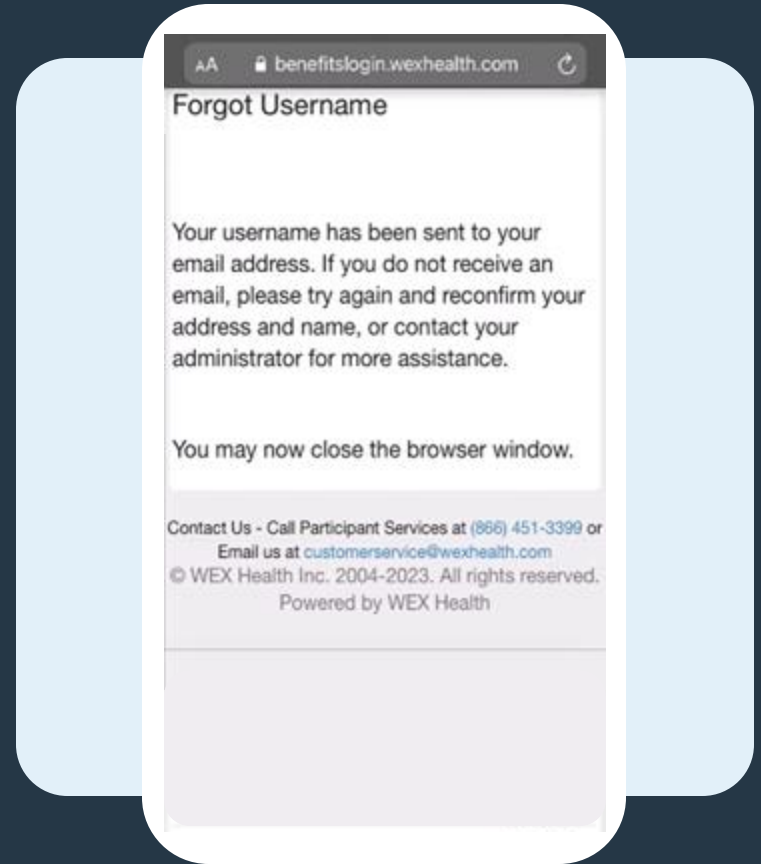 AA benefitslogin.wexhealth.com
Forgot Username
Your username has been sent to your
email address. If you do not receive an
email, please try again and reconfirm your
address and name, or contact your
administrator for more assistance.
You may now close the browser window.
Contact Us - Call Participant Services at (866) 451-3399 or
Email us at customerservice@wexhealth.com
© WEX Health Inc. 2004-2023. All rights reserved.
Powered by WEX Health